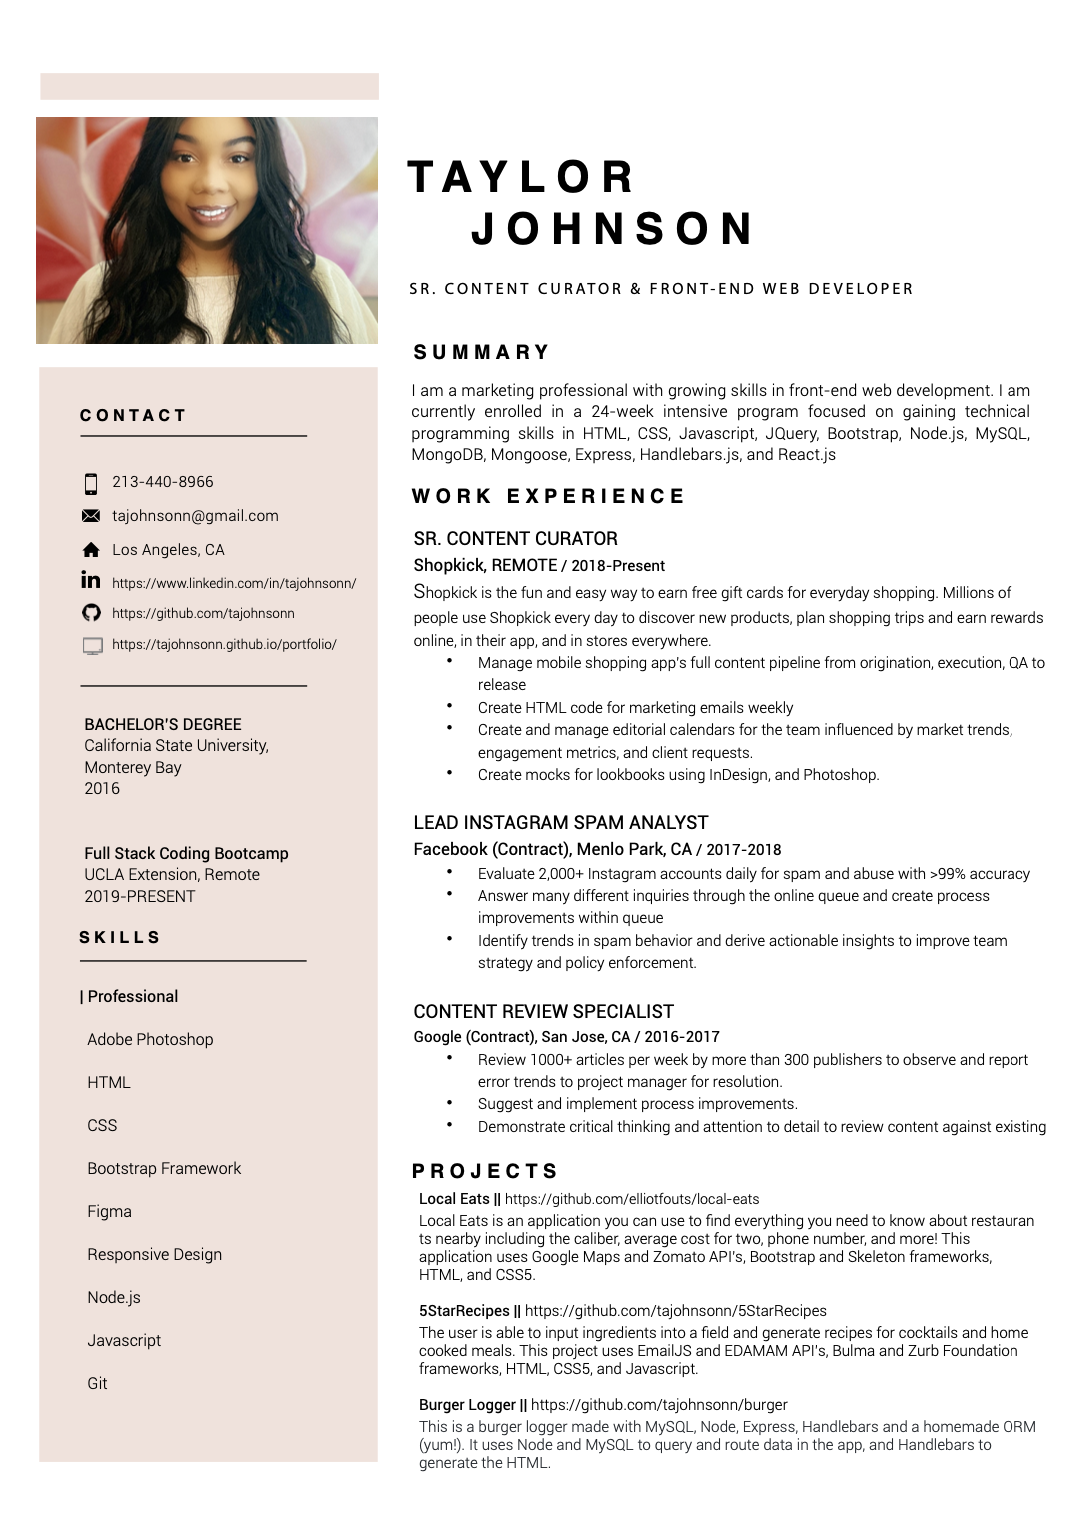 TAYLOR
JOHNSON
SR. CONTENT CURATOR & FRONT-END WEB DEVELOPER
CONTACT
213-440-8966
tajohnsonn@gmail.com
Los Angeles, CA
https://www.linkedin.com/in/tajohnsonn/
https://github.com/tajohnsonn
https://tajohnsonn.github.io/portfolio/
BACHELOR'S DEGREE
California State University,
Monterey Bay
2016
Full Stack Coding Bootcamp
UCLA Extension, Remote
2019-PRESENT
SKILLS
| Professional
Adobe Photoshop
HTML
CSS
Bootstrap Framework
Figma
Responsive Design
Node.js
Javascript
Git
SUMMARY
I am a marketing professional with growing skills in front-end web development. I am
currently enrolled in a 24-week intensive program focused on gaining technical
programming skills in HTML, CSS, Javascript, JQuery, Bootstrap, Node.js, MySQL,
MongoDB, Mongoose, Express, Handlebars.js, and React.js
WORK EXPERIENCE
SR. CONTENT CURATOR
Shopkick, REMOTE / 2018-Present
Shopkick is the fun and easy way to earn free gift cards for everyday shopping. Millions of
people use Shopkick every day to discover new products, plan shopping trips and earn rewards
online, in their app, and in stores everywhere.
• Manage mobile shopping app's full content pipeline from origination, execution, QA to
release
• Create HTML code for marketing emails weekly
• Create and manage editorial calendars for the team influenced by market trends,
engagement metrics, and client requests.
• Create mocks for lookbooks using InDesign, and Photoshop.
LEAD INSTAGRAM SPAM ANALYST
Facebook (Contract), Menlo Park, CA / 2017-2018
• Evaluate 2,000+ Instagram accounts daily for spam and abuse with >99% accuracy
• Answer many different inquiries through the online queue and create process
improvements within queue
• Identify trends in spam behavior and derive actionable insights to improve team
strategy and policy enforcement.
CONTENT REVIEW SPECIALIST
Google (Contract), San Jose, CA / 2016-2017
• Review 1000+ articles per week by more than 300 publishers to observe and report
error trends to project manager for resolution.
• Suggest and implement process improvements.
• Demonstrate critical thinking and attention to detail to review content against existing
PROJECTS
Local Eats || https://github.com/elliotfouts/local-eats
Local Eats is an application you can use to find everything you need to know about restauran
ts nearby including the caliber, average cost for two, phone number, and more! This
application uses Google Maps and Zomato API's, Bootstrap and Skeleton frameworks,
HTML, and CSS5.
5StarRecipes || https://github.com/tajohnsonn/5StarRecipes
The user is able to input ingredients into a field and generate recipes for cocktails and home
cooked meals. This project uses EmailJS and EDAMAM API's, Bulma and Zurb Foundation
frameworks, HTML, CSS5, and Javascript.
Burger Logger || https://github.com/tajohnsonn/burger
This is a burger logger made with MySQL, Node, Express, Handlebars and a homemade ORM
(yum!). It uses Node and MySQL to query and route data in the app, and Handlebars to
generate the HTML.